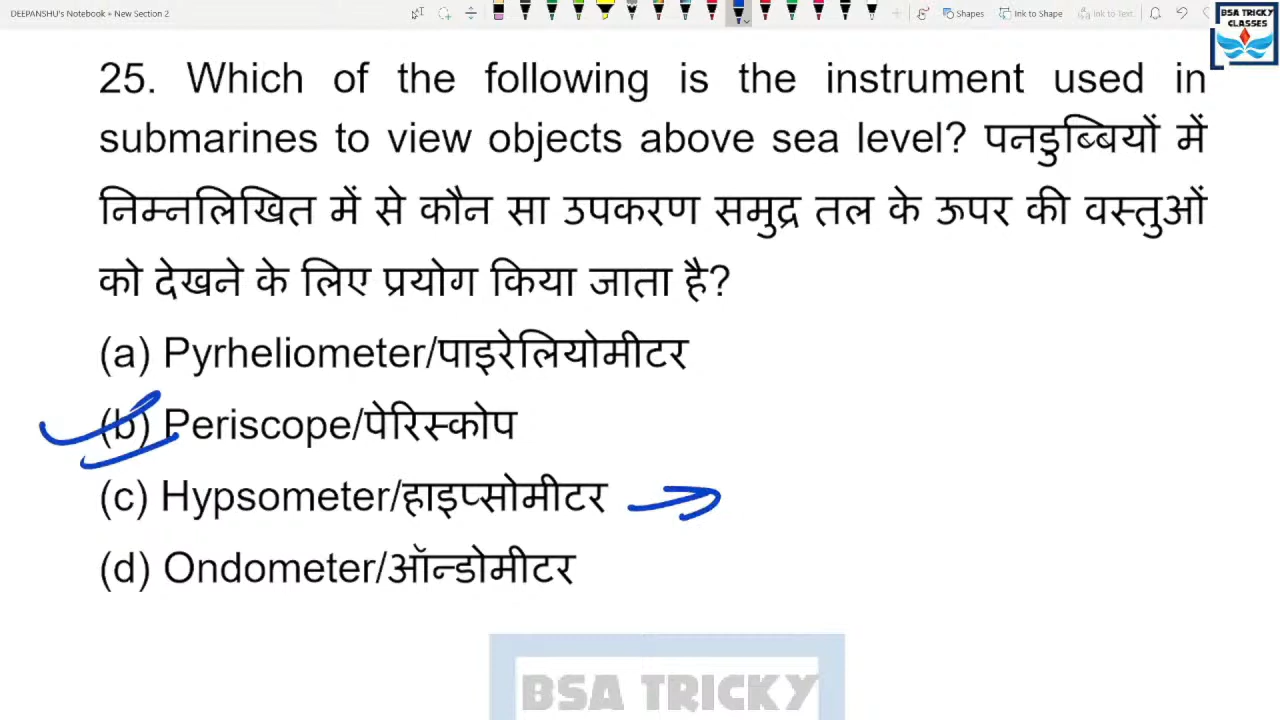 DEEPANSHU's Notebook • New Section 2
Shapes
Ink to Shape
Ink to Text
BSA TRICKY
CLASSES
25. Which of the following is the instrument used in
submarines to view objects above sea level? पनडुब्बियों में
निम्नलिखित में से कौन सा उपकरण समुद्र तल के ऊपर की वस्तुओं
को देखने के लिए प्रयोग किया जाता है?
(a) Pyrheliometer/पाइरेलियोमीटर
(b) Periscope/पेरिस्कोप
(c) Hypsometer/हाइप्सोमीटर
(d) Ondometer/ऑन्डोमीटर
BSA TRICKY